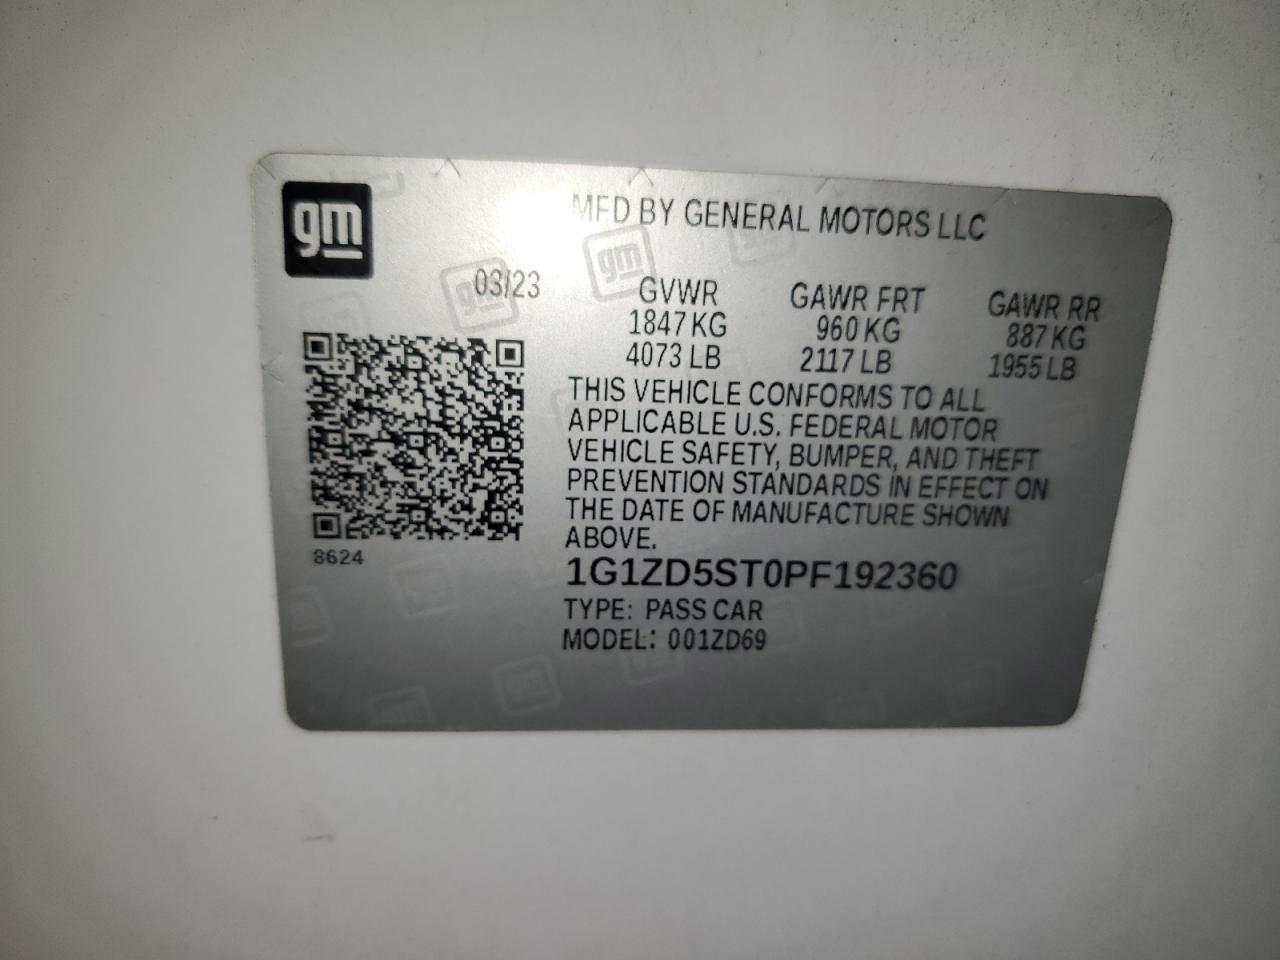 gm
MFD BY GENERAL MOTORS LLC
03/23
GVWR GAWR FRT GAWR RR
1847 KG 960 KG 887 KG
4073 LB 2117 LB 1955 LB
THIS VEHICLE CONFORMS TO ALL
APPLICABLE U.S. FEDERAL MOTOR
VEHICLE SAFETY, BUMPER, AND THEFT
PREVENTION STANDARDS IN EFFECT ON
THE DATE OF MANUFACTURE SHOWN
ABOVE.
8624
1G1ZD5ST0PF192360
TYPE: PASS CAR
MODEL: 001ZD69